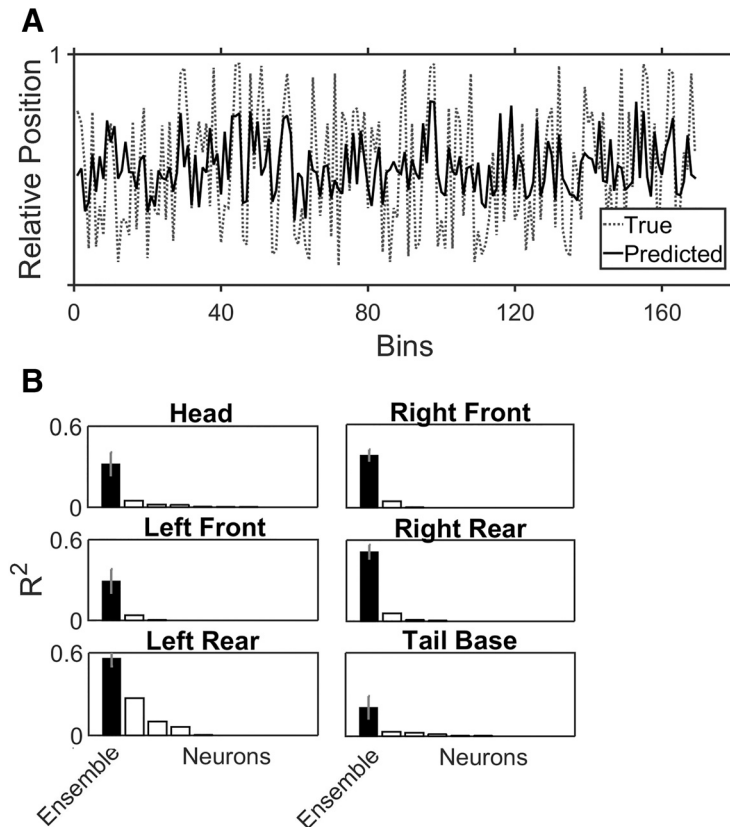 A
1
Relative Position
True
Predicted
0 40 80 120 160
Bins
B
Head Right Front
0.6
0
Left Front Right Rear
0.6
0
R²
Left Rear Tail Base
0.6
0
Ensemble Neurons Ensemble Neurons